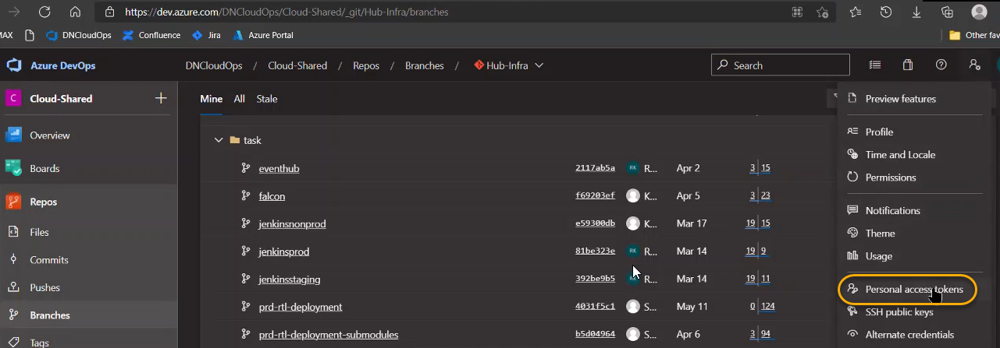 https://dev.azure.com/DNCloudOps/Cloud-Shared/_git/Hub-Infra/branches
MAX DNCloudOps Confluence Jira Azure Portal Other fav
Azure DevOps DNCloudOps / Cloud-Shared / Repos / Branches / Hub-Infra Search
C Cloud-Shared +
Mine All Stale
Overview
Boards
Repos
Files
Commits
Pushes
Branches
Tags
task
eventhub 2117ab5a RK R... Apr 2 3 15
falcon f69203ef K... Apr 5 3 23
jenkinsnonprod e59300db K... Mar 17 19 15
jenkinsprod 81be323e RK R... Mar 14 19 9
jenkinsstaging 392be9b5 R... Mar 14 19 11
prd-rtl-deployment 4031f5c1 S... May 11 0 124
prd-rtl-deployment-submodules b5d04964 S... Apr 6 3 94
Preview features
Profile
Time and Locale
Permissions
Notifications
Theme
Usage
Personal access tokens
SSH public keys
Alternate credentials